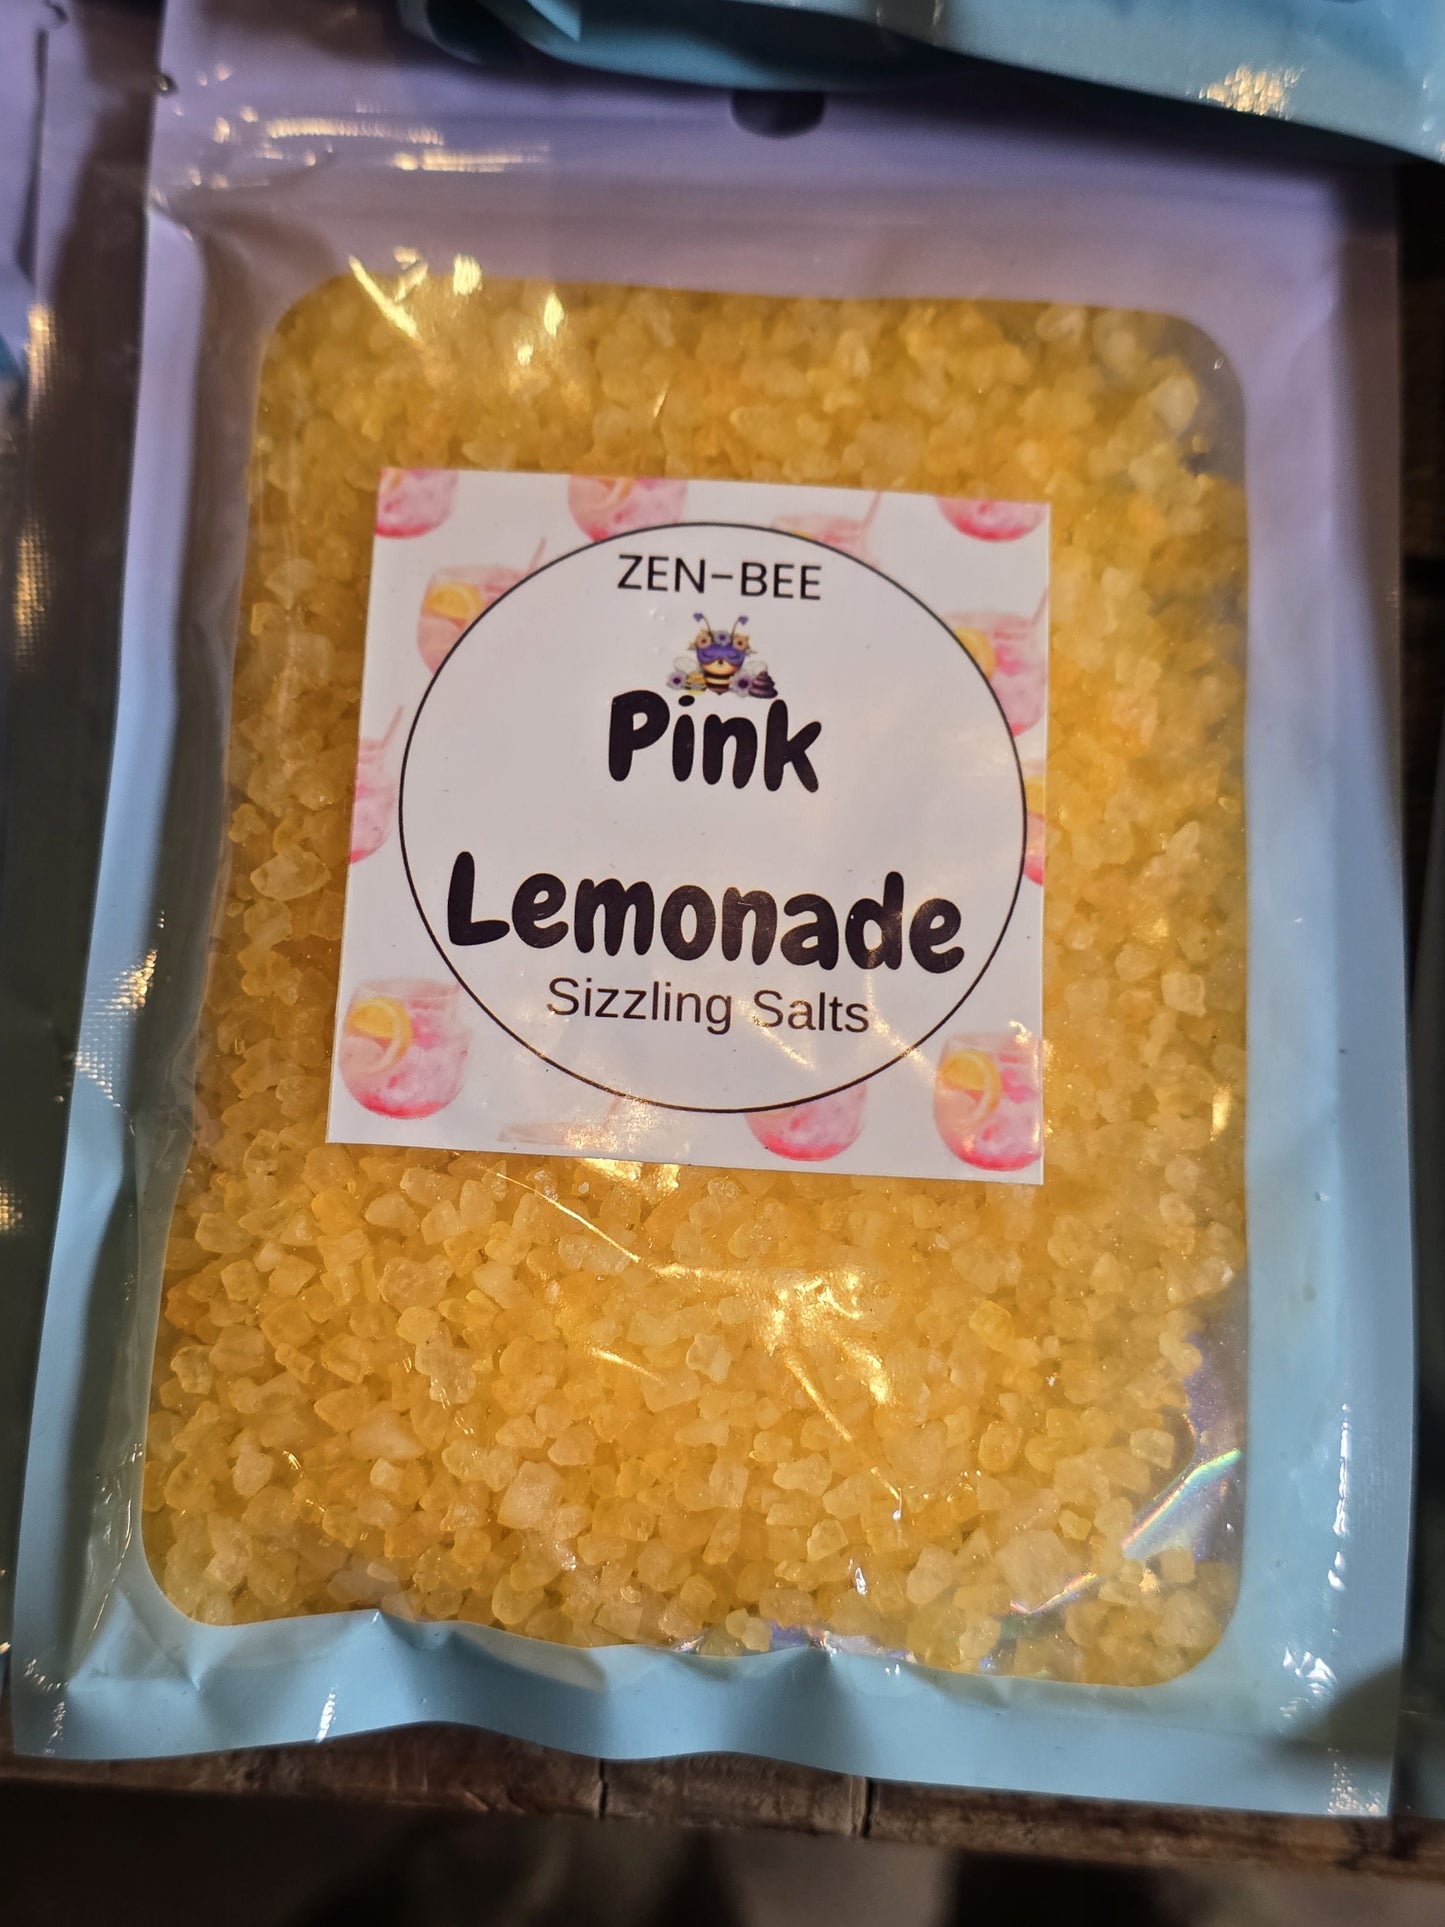 ZEN-BEE
Pink
Lemonade
Sizzling Salts